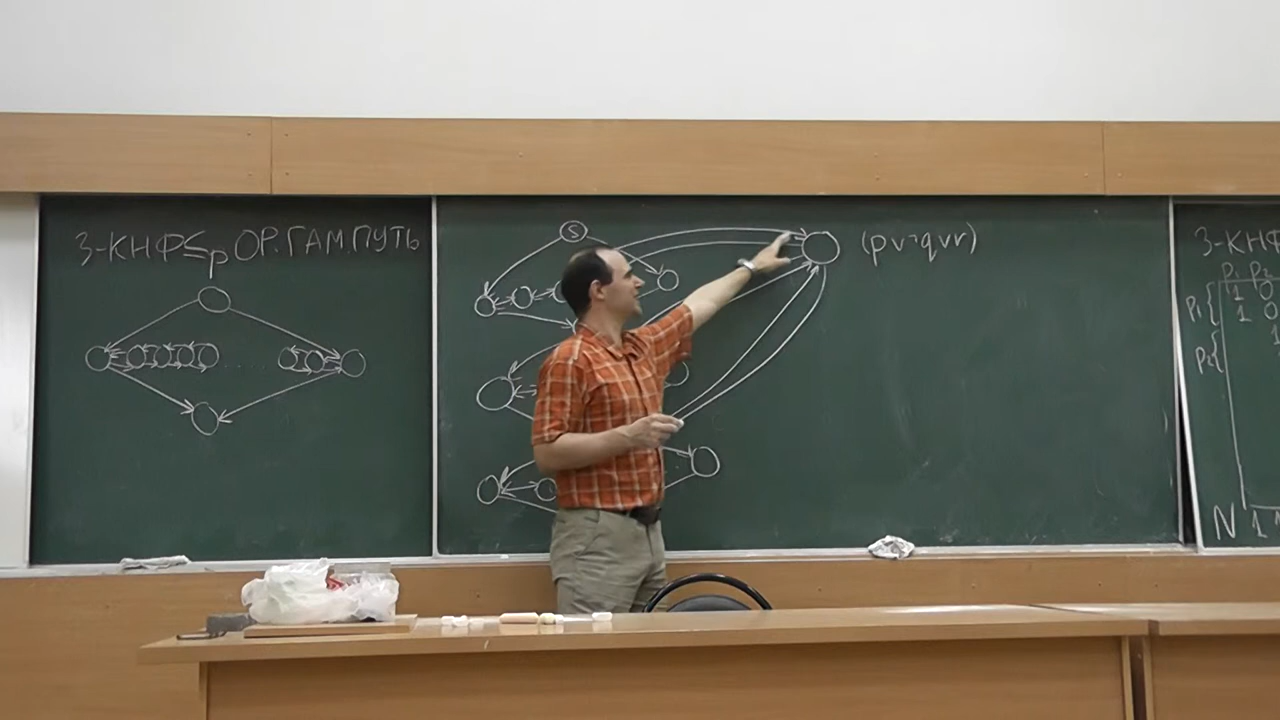 3-КНФ ≤p ОР.ГАМ.ПУТЬ
S
(p∨¬q∨r)
3-КНФ
P₁ P₂
P₁{ 1 0
1 0
P₂{
N 1 1